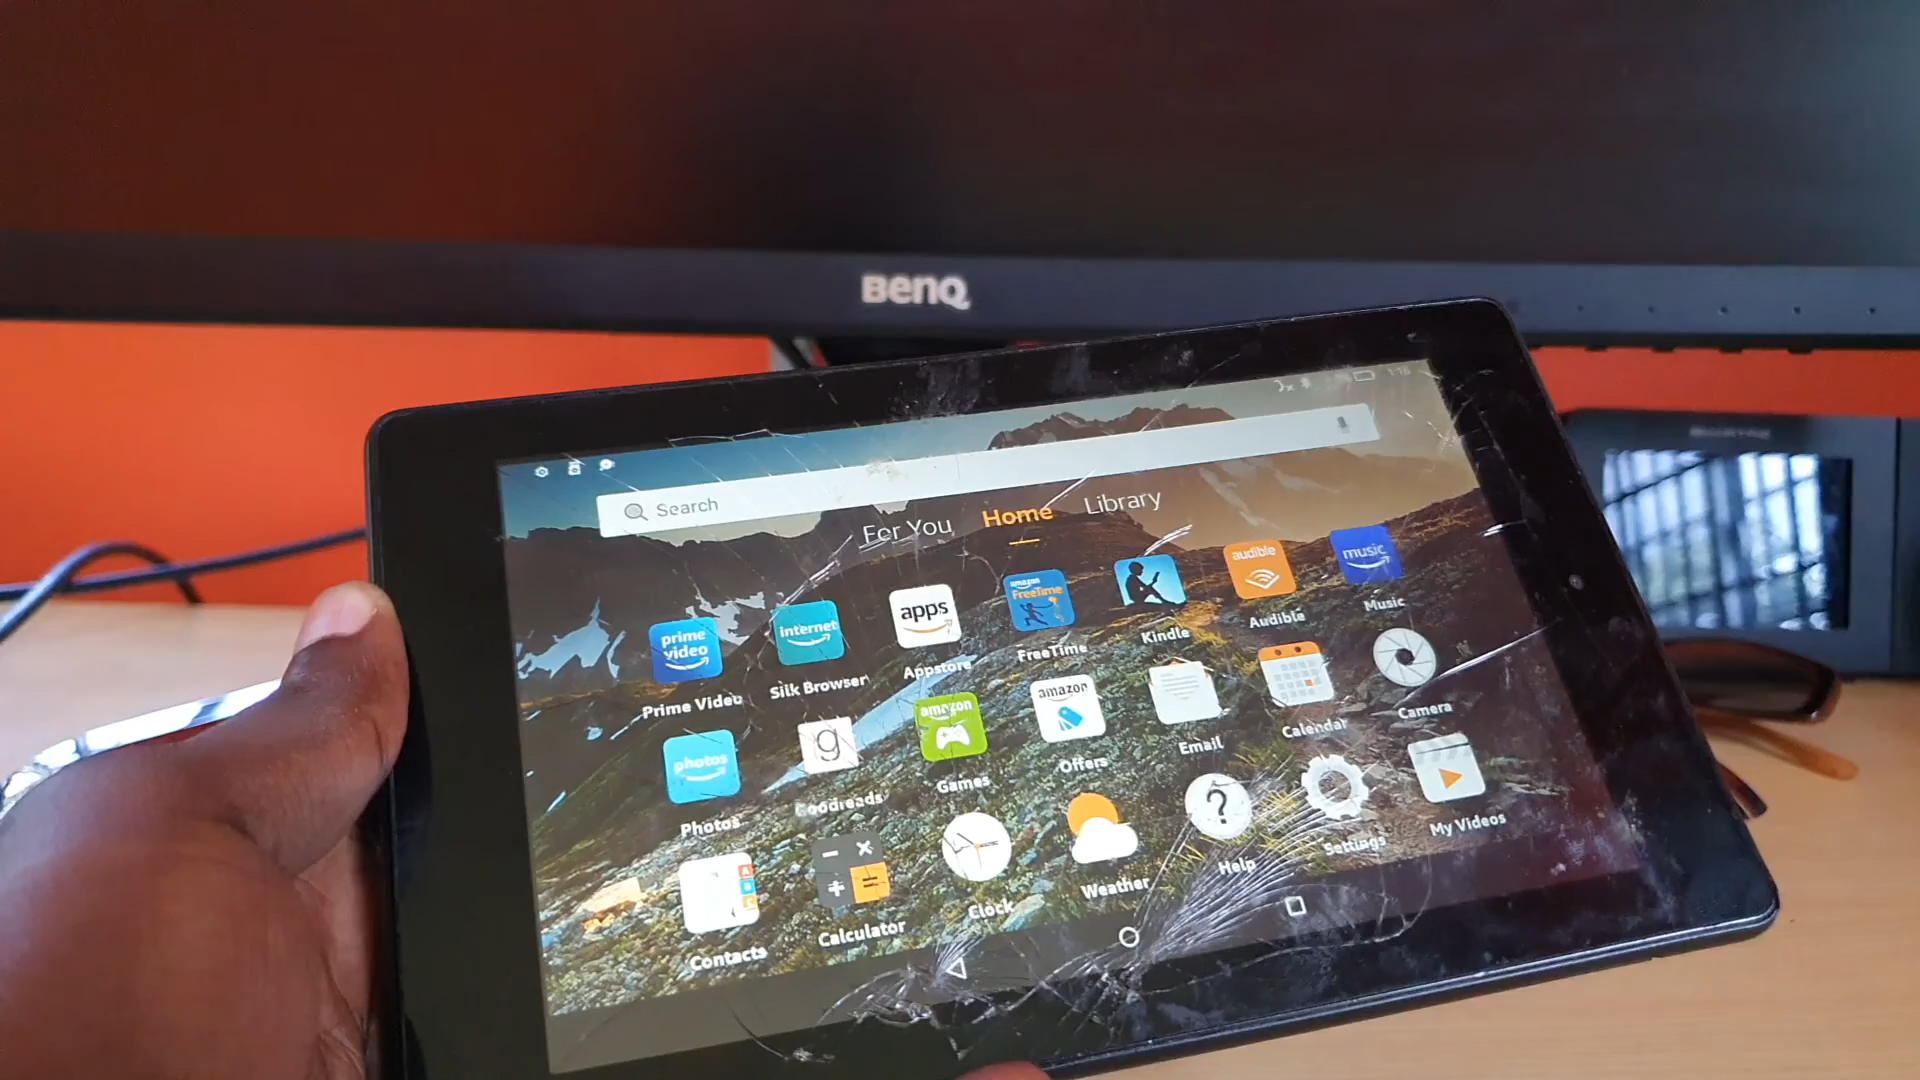 BenQ
1:16
Search
For You Home Library
prime video
internet
apps
amazon FreeTime
audible
music
Prime Video
Silk Browser
Appstore
FreeTime
Kindle
Audible
Music
photos
g
amazon
amazon
Photos
Goodreads
Games
Offers
Email
Calendar
Camera
A
B
C
?
Contacts
Calculator
Clock
Weather
Help
Settings
My Videos